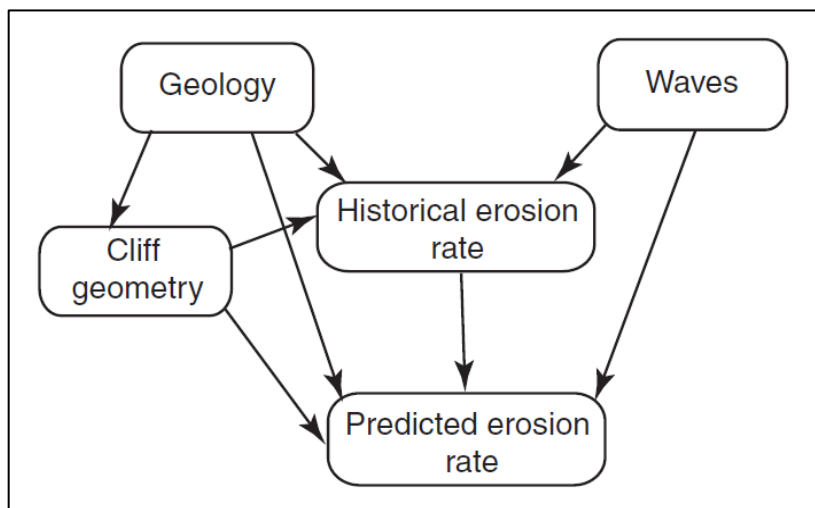 Geology
Waves
Historical erosion
rate
Cliff
geometry
Predicted erosion
rate